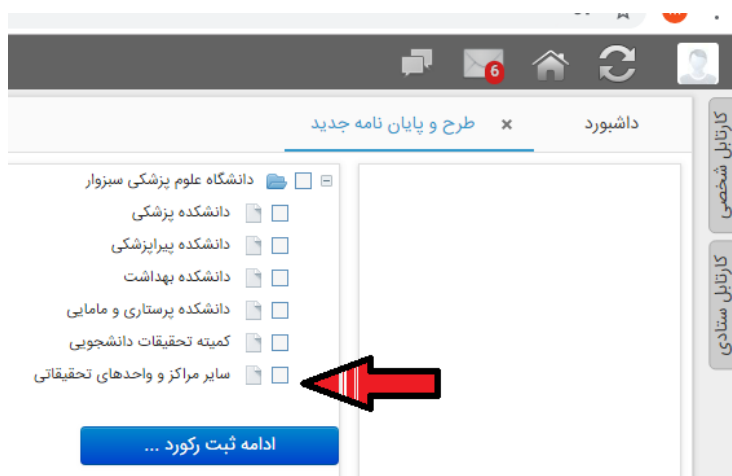 6
داشبورد
طرح و پایان نامه جدید ×
کارتابل شخصی
کارتابل ستادی
دانشگاه علوم پزشکی سبزوار
دانشکده پزشکی
دانشکده پیراپزشکی
دانشکده بهداشت
دانشکده پرستاری و مامایی
کمیته تحقیقات دانشجویی
سایر مراکز و واحدهای تحقیقاتی
ادامه ثبت رکورد ...